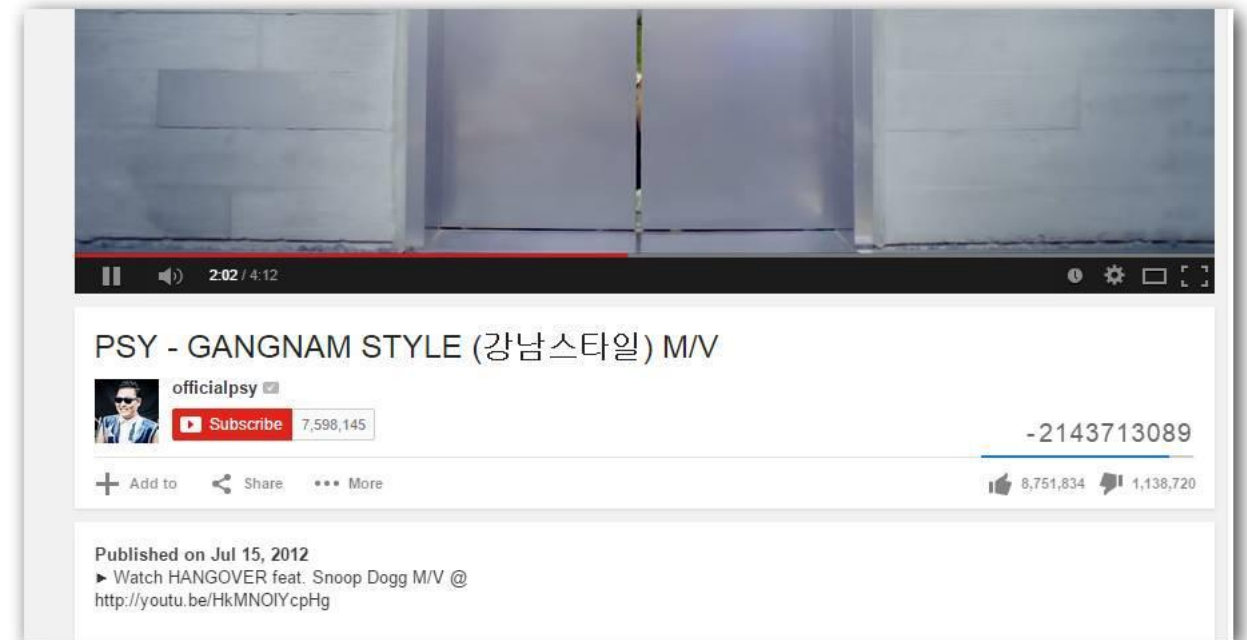 2:02 / 4:12
PSY - GANGNAM STYLE (강남스타일) M/V
officialpsy
Subscribe 7,598,145
-2143713089
Add to Share More 8,751,834 1,138,720
Published on Jul 15, 2012
► Watch HANGOVER feat. Snoop Dogg M/V @
http://youtu.be/HkMNOIYcpHg